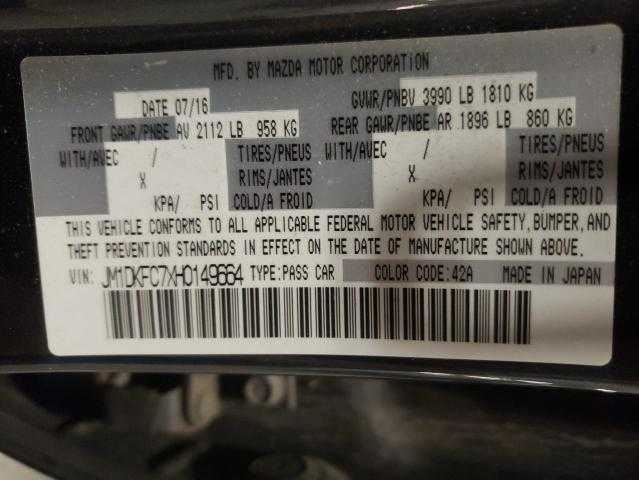 MFD. BY MAZDA MOTOR CORPORATION
DATE 07/16 GVWR/PNBV 3990 LB 1810 KG
FRONT GAWR/PNBE AV 2112 LB 958 KG REAR GAWR/PNBE AR 1896 LB 860 KG
WITH/AVEC / TIRES/PNEUS WITH/AVEC / TIRES/PNEUS
X RIMS/JANTES X RIMS/JANTES
KPA/ PSI COLD/A FROID KPA/ PSI COLD/A FROID
THIS VEHICLE CONFORMS TO ALL APPLICABLE FEDERAL MOTOR VEHICLE SAFETY, BUMPER, AND
THEFT PREVENTION STANDARDS IN EFFECT ON THE DATE OF MANUFACTURE SHOWN ABOVE.
VIN: JM1DKFC7XH0149664 TYPE: PASS CAR COLOR CODE: 42A MADE IN JAPAN